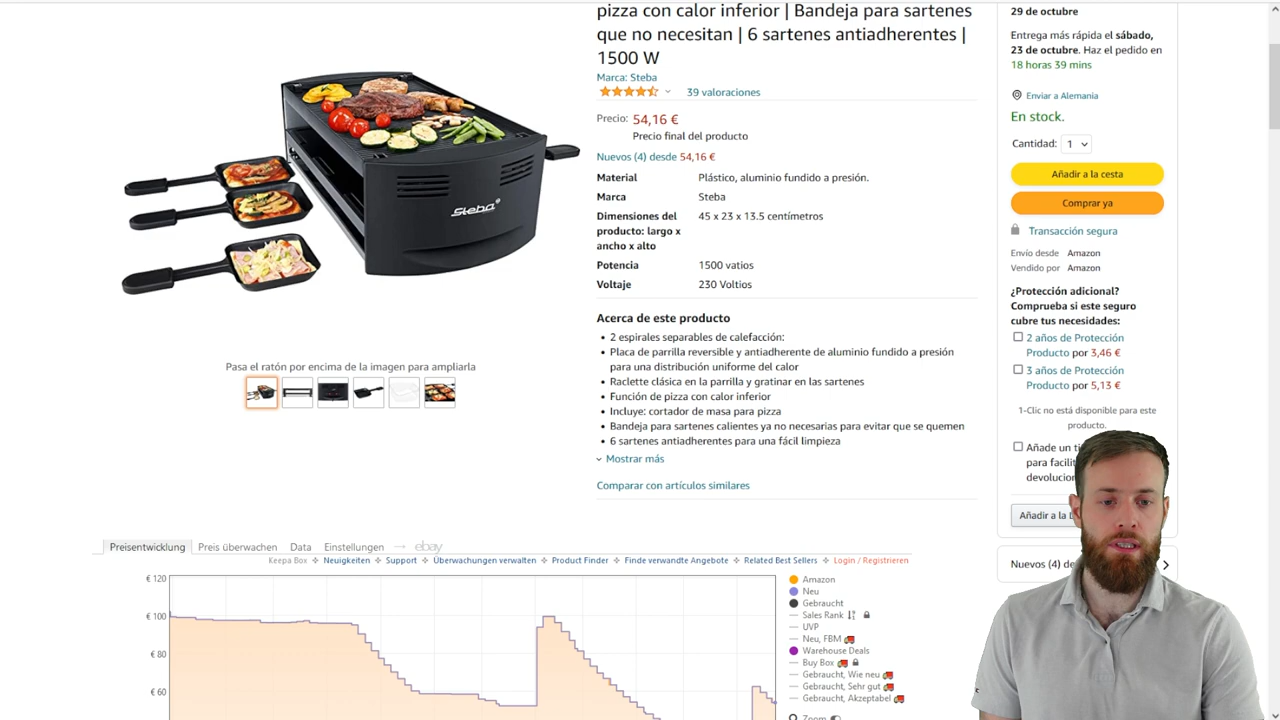 pizza con calor inferior | Bandeja para sartenes
que no necesitan | 6 sartenes antiadherentes |
1500 W
Marca: Steba
39 valoraciones
Precio: 54,16 €
Precio final del producto
Nuevos (4) desde 54,16 €
Material Plástico, aluminio fundido a presión.
Marca Steba
Dimensiones del 45 x 23 x 13.5 centímetros
producto: largo x
ancho x alto
Potencia 1500 vatios
Voltaje 230 Voltios
Acerca de este producto
• 2 espirales separables de calefacción:
• Placa de parrilla reversible y antiadherente de aluminio fundido a presión
para una distribución uniforme del calor
• Raclette clásica en la parrilla y gratinar en las sartenes
• Función de pizza con calor inferior
• Incluye: cortador de masa para pizza
• Bandeja para sartenes calientes ya no necesarias para evitar que se quemen
• 6 sartenes antiadherentes para una fácil limpieza
Mostrar más
Comparar con artículos similares
Steba
Pasa el ratón por encima de la imagen para ampliarla
29 de octubre
Entrega más rápida el sábado,
23 de octubre. Haz el pedido en
18 horas 39 mins
Enviar a Alemania
En stock.
Cantidad: 1
Añadir a la cesta
Comprar ya
Transacción segura
Envío desde Amazon
Vendido por Amazon
¿Protección adicional?
Comprueba si este seguro
cubre tus necesidades:
2 años de Protección
Producto por 3,46 €
3 años de Protección
Producto por 5,13 €
1-Clic no está disponible para este
producto.
Añade un
para
Añadir a la
Nuevos (4)
Preisentwicklung Preis überwachen Data Einstellungen → ebay
Keepa Box Neuigkeiten Support Überwachungen verwalten Product Finder Finde verwandte Angebote Related Best Sellers Login / Registrieren
€ 120
€ 100
€ 80
€ 60
Amazon
Neu
Gebraucht
Sales Rank
UVP
Neu, FBM
Warehouse Deals
Buy Box
Gebraucht, Wie neu
Gebraucht, Sehr gut
Gebraucht, Akzeptabel
Zoom